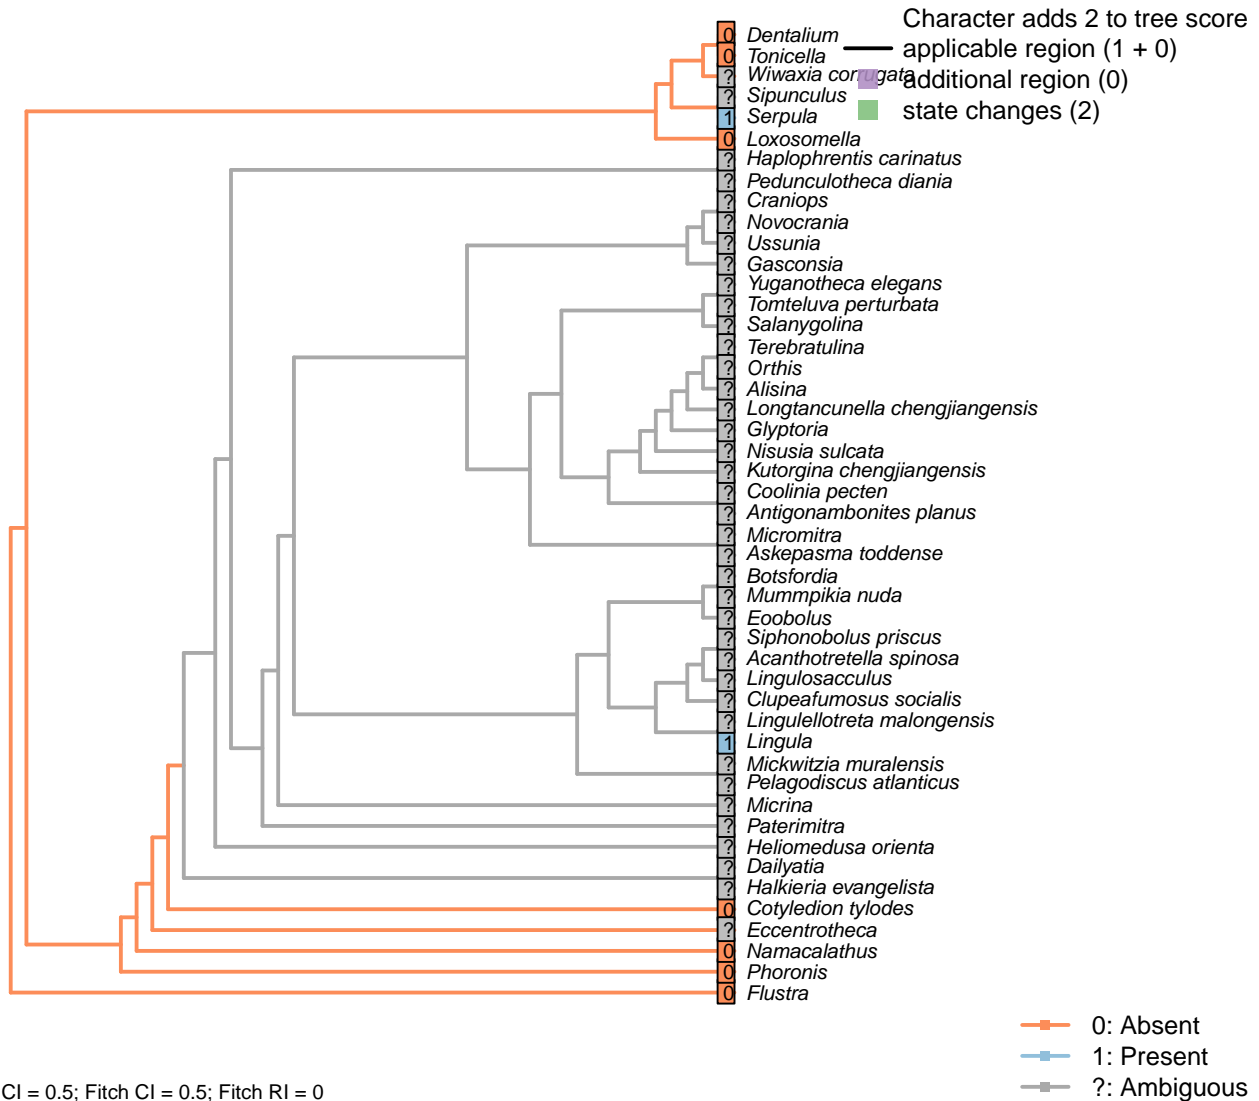 Character adds 2 to tree score
applicable region (1 + 0)
additional region (0)
state changes (2)
0 Dentalium
0 Tonicella
? Wiwaxia corrugata
? Sipunculus
1 Serpula
0 Loxosomella
? Haplophrentis carinatus
? Pedunculotheca diania
? Craniops
? Novocrania
? Ussunia
? Gasconsia
? Yuganotheca elegans
? Tomteluva perturbata
? Salanygolina
? Terebratulina
? Orthis
? Alisina
? Longtancunella chengjiangensis
? Glyptoria
? Nisusia sulcata
? Kutorgina chengjiangensis
? Coolinia pecten
? Antigonambonites planus
? Micromitra
? Askepasma toddense
? Botsfordia
? Mummpikia nuda
? Eoobolus
? Siphonobolus priscus
? Acanthotretella spinosa
? Lingulosacculus
? Clupeafumosus socialis
? Lingulellotreta malongensis
1 Lingula
? Mickwitzia muralensis
? Pelagodiscus atlanticus
? Micrina
? Paterimitra
? Heliomedusa orienta
? Dailyatia
? Halkieria evangelista
0 Cotyledion tylodes
? Eccentrotheca
0 Namacalathus
0 Phoronis
0 Flustra
0: Absent
1: Present
?: Ambiguous
CI = 0.5; Fitch CI = 0.5; Fitch RI = 0